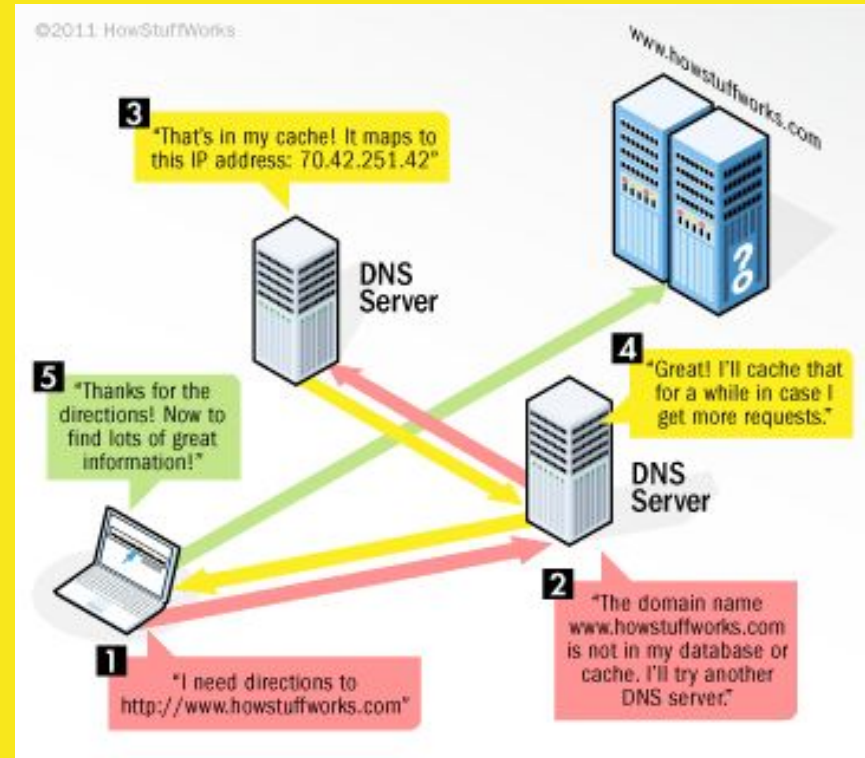 ©2011 HowStuffWorks
www.howstuffworks.com
3
"That's in my cache! It maps to
this IP address: 70.42.251.42"
DNS
Server
?
4
"Great! I'll cache that
for a while in case I
get more requests."
5
"Thanks for the
directions! Now to
find lots of great
information!"
DNS
Server
2
"The domain name
www.howstuffworks.com
is not in my database or
cache. I'll try another
DNS server."
1
"I need directions to
http://www.howstuffworks.com"